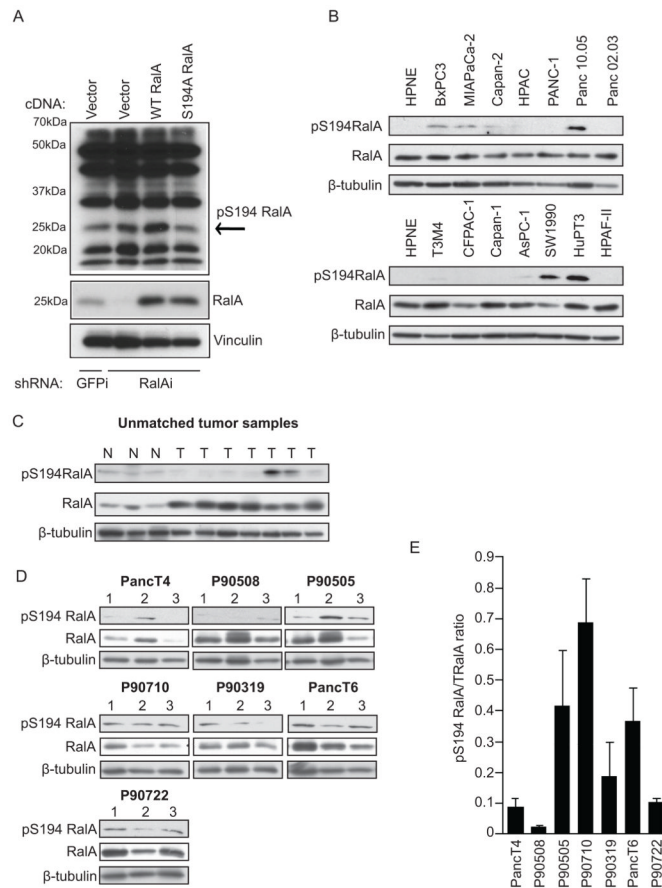 A
cDNA:
Vector
Vector
WT RalA
S194A RalA
70kDa
50kDa
37kDa
25kDa
20kDa
pS194 RalA
25kDa
RalA
Vinculin
shRNA:
GFPi
RalAi
B
HPNE
BxPC3
MIAPaCa-2
Capan-2
HPAC
PANC-1
Panc 10.05
Panc 02.03
pS194RalA
RalA
β-tubulin
HPNE
T3M4
CFPAC-1
Capan-1
AsPC-1
SW1990
HuPT3
HPAF-II
pS194RalA
RalA
β-tubulin
C
Unmatched tumor samples
N N N T T T T T T T
pS194RalA
RalA
β-tubulin
D
PancT4 P90508 P90505
1 2 3 1 2 3 1 2 3
pS194 RalA
RalA
β-tubulin
P90710 P90319 PancT6
1 2 3 1 2 3 1 2 3
pS194 RalA
RalA
β-tubulin
P90722
1 2 3
pS194 RalA
RalA
β-tubulin
E
pS194 RalA/TRalA ratio
0.9
0.8
0.7
0.6
0.5
0.4
0.3
0.2
0.1
0
PancT4
P90508
P90505
P90710
P90319
PancT6
P90722